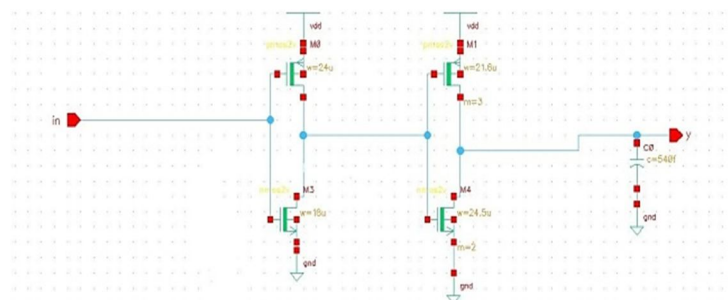 vdd
vdd
M0
M1
w=24u
w=21.6u
m=3
in
y
C0
c=540f
M3
M4
w=16u
w=24.5u
gnd
m=2
gnd
gnd